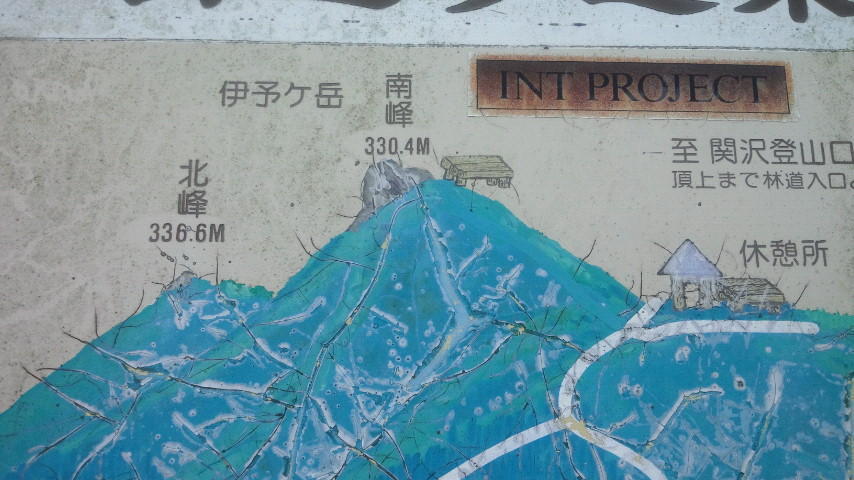 伊予ケ岳
南峰
330.4M
INT PROJECT
北峰
336.6M
至 関沢登山口
頂上まで林道入口
休憩所